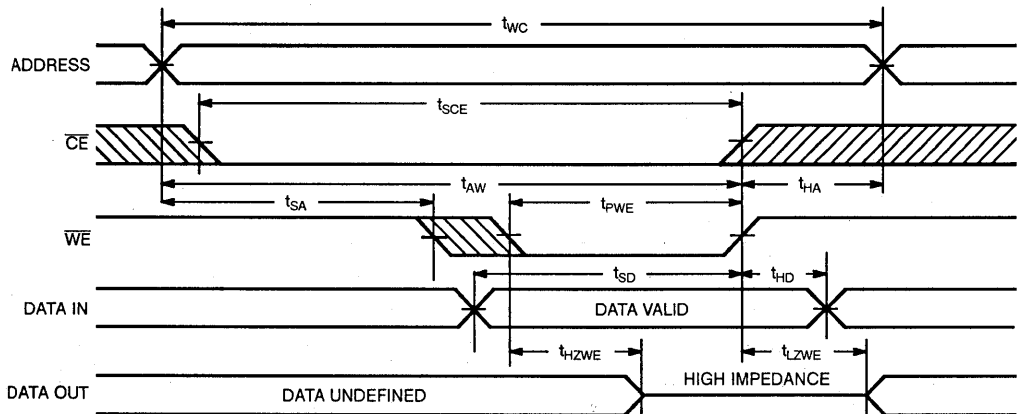 tWC
ADDRESS
tSCE
CE
tAW
tHA
tSA
tPWE
WE
tSD
tHD
DATA IN
DATA VALID
tHZWE
tLZWE
HIGH IMPEDANCE
DATA OUT
DATA UNDEFINED